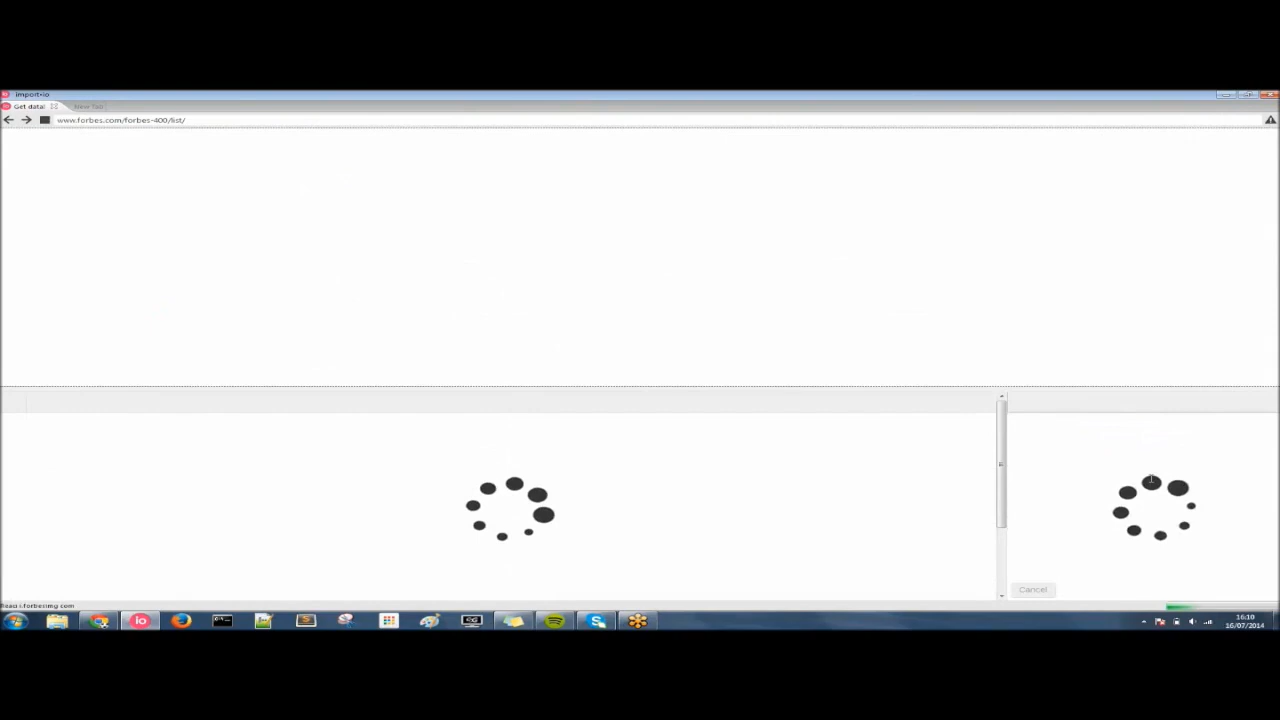 import•io
Get data!
New Tab
www.forbes.com/forbes-400/list/
Cancel
Read i.forbesimg.com
io
16:10
16/07/2014